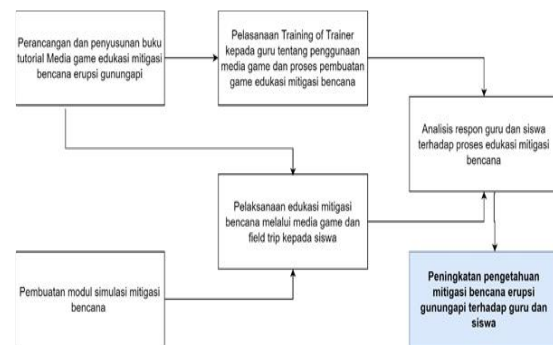 Perancangan dan penyusunan buku
tutorial Media game edukasi mitigasi
bencana erupsi gunungapi
Pelasanaan Training of Trainer
kepada guru tentang penggunaan
media game dan proses pembuatan
game edukasi mitigasi bencana
Analisis respon guru dan siswa
terhadap proses edukasi mitigasi
bencana
Pelaksanaan edukasi mitigasi
bencana melalui media game dan
field trip kepada siswa
Pembuatan modul simulasi mitigasi
bencana
Peningkatan pengetahuan
mitigasi bencana erupsi
gunungapi terhadap guru dan
siswa